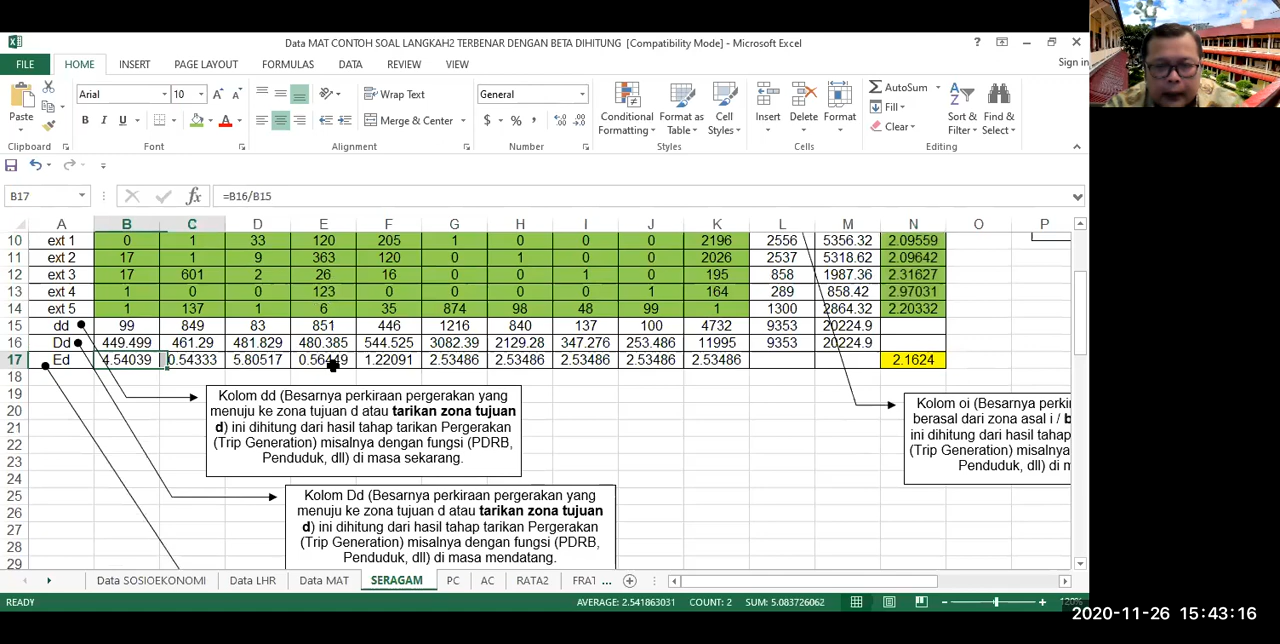 Data MAT CONTOH SOAL LANGKAH2 TERBENAR DENGAN BETA DIHITUNG [Compatibility Mode] - Microsoft Excel
FILE HOME INSERT PAGE LAYOUT FORMULAS DATA REVIEW VIEW Sign in
Paste Arial 10 Wrap Text General Conditional Formatting Format as Table Cell Styles Insert Delete Format AutoSum Fill Clear Sort & Filter Find & Select
B I U A Merge & Center $ %
Clipboard Font Alignment Number Styles Cells Editing
B17 fx =B16/B15
A B C D E F G H I J K L M N O P
10 ext 1 0 1 33 120 205 1 0 0 0 2196 2556 5356.32 2.09559
11 ext 2 17 1 9 363 120 0 1 0 0 2026 2537 5318.62 2.09642
12 ext 3 17 601 2 26 16 0 0 1 0 195 858 1987.36 2.31627
13 ext 4 1 0 0 123 0 0 0 0 1 164 289 858.42 2.97031
14 ext 5 1 137 1 6 35 874 98 48 99 1 1300 2864.32 2.20332
15 dd 99 849 83 851 446 1216 840 137 100 4732 9353 20224.9
16 Dd 449.499 461.29 481.829 480.385 544.525 3082.39 2129.28 347.276 253.486 11995 9353 20224.9
17 Ed 4.54039 0.54333 5.80517 0.56449 1.22091 2.53486 2.53486 2.53486 2.53486 2.53486 2.1624
18
19
20
21
22
23
24
25
26
27
28
29
Kolom dd (Besarnya perkiraan pergerakan yang
menuju ke zona tujuan d atau tarikan zona tujuan
d) ini dihitung dari hasil tahap tarikan Pergerakan
(Trip Generation) misalnya dengan fungsi (PDRB,
Penduduk, dll) di masa sekarang.
Kolom oi (Besarnya
berasal dari zona asal i /
ini dihitung dari hasil tahap
(Trip Generation) misalnya
Penduduk, dll) di
Kolom Dd (Besarnya perkiraan pergerakan yang
menuju ke zona tujuan d atau tarikan zona tujuan
d) ini dihitung dari hasil tahap tarikan Pergerakan
(Trip Generation) misalnya dengan fungsi (PDRB,
Penduduk, dll) di masa mendatang.
Data SOSIOEKONOMI Data LHR Data MAT SERAGAM PC AC RATA2 FRAT ...
READY AVERAGE: 2.541863031 COUNT: 2 SUM: 5.083726062 120%
2020-11-26 15:43:16